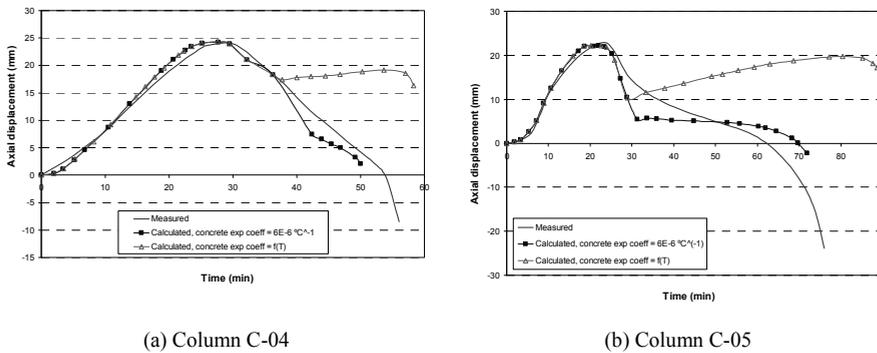 Axial displacement (mm)
30
25
20
15
10
5
0
-5
-10
-15
0
10
20
30
40
50
60
Measured
Calculated, concrete exp coeff = 6E-6 ºC^-1
Calculated, concrete exp coeff = f(T)
Time (min)
(a) Column C-04
Axial displacement (mm)
30
20
10
0
-10
-20
-30
0
10
20
30
40
50
60
70
80
Measured
Calculated, concrete exp coeff = 6E-6 ºC^(-1)
Calculated, concrete exp coeff = f(T)
Time (min)
(b) Column C-05